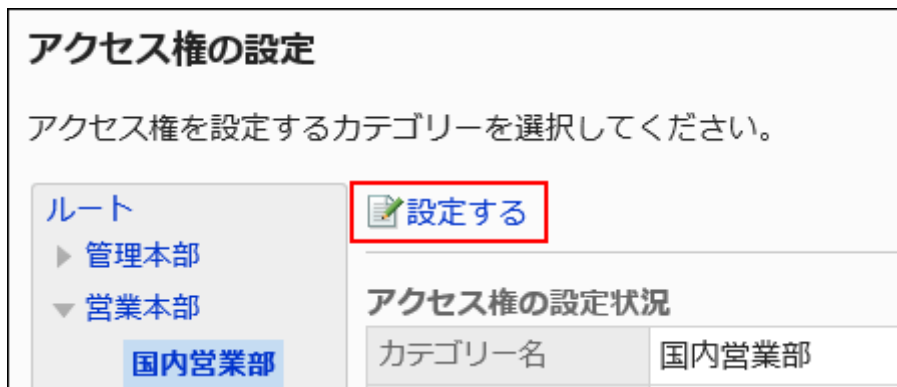 アクセス権の設定
アクセス権を設定するカテゴリーを選択してください。
ルート
管理本部
営業本部
国内営業部
設定する
アクセス権の設定状況
カテゴリー名 国内営業部